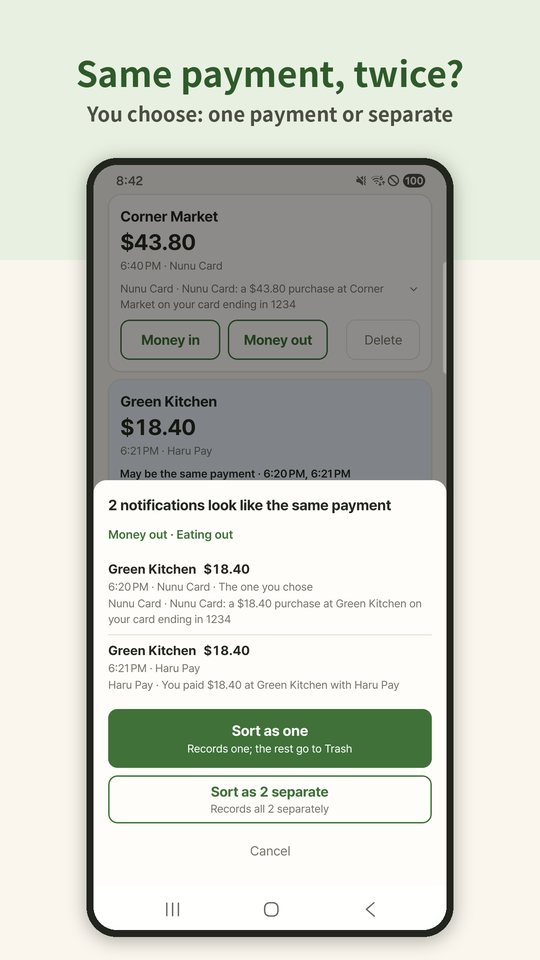 Same payment, twice?
You choose: one payment or separate
8:42
100
Corner Market
$43.80
6:40 PM · Nunu Card
Nunu Card · Nunu Card: a $43.80 purchase at Corner
Market on your card ending in 1234
Money in
Money out
Delete
Green Kitchen
$18.40
6:21 PM · Haru Pay
May be the same payment · 6:20 PM, 6:21 PM
2 notifications look like the same payment
Money out · Eating out
Green Kitchen $18.40
6:20 PM · Nunu Card · The one you chose
Nunu Card · Nunu Card: a $18.40 purchase at Green Kitchen on
your card ending in 1234
Green Kitchen $18.40
6:21 PM · Haru Pay
Haru Pay · You paid $18.40 at Green Kitchen with Haru Pay
Sort as one
Records one; the rest go to Trash
Sort as 2 separate
Records all 2 separately
Cancel